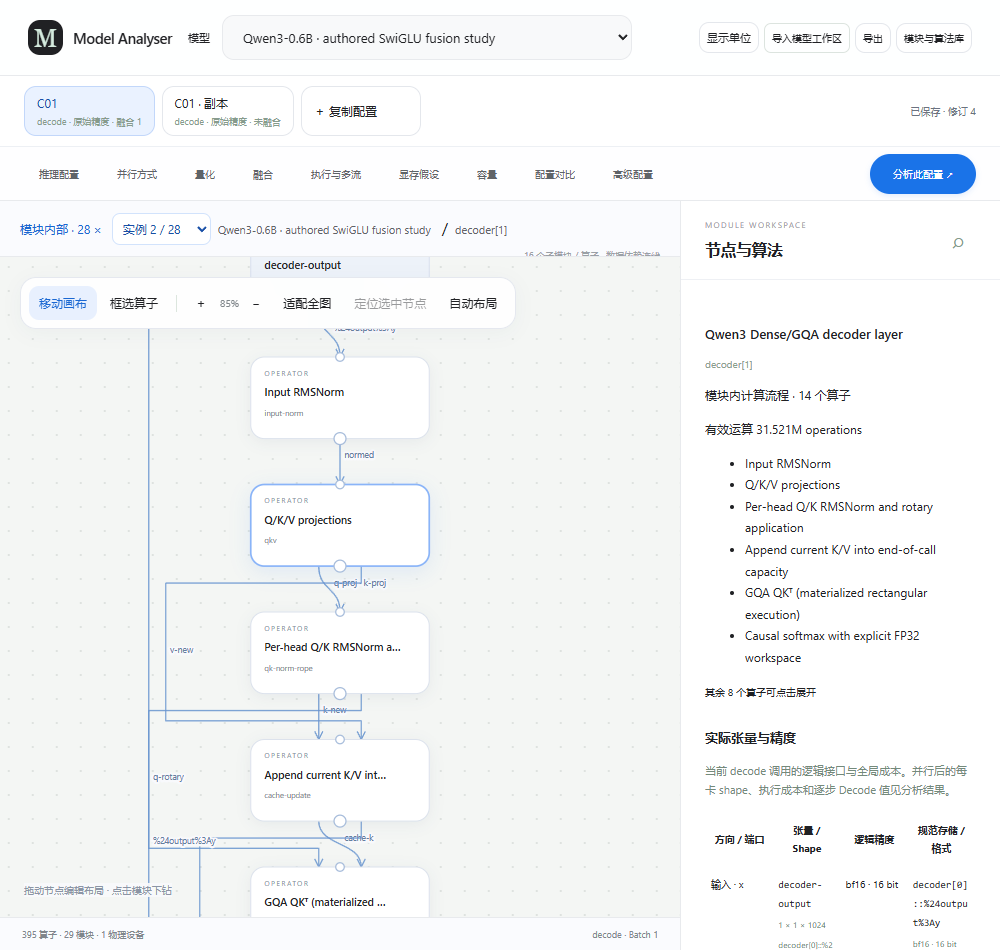 M Model Analyser 模型 Qwen3-0.6B · authored SwiGLU fusion study 显示单位 导入模型工作区 导出 模块与算法库
C01 C01 · 副本 + 复制配置 已保存 · 修订 4
decode · 原始精度 · 融合 1 decode · 原始精度 · 未融合
推理配置 并行方式 量化 融合 执行与多流 显存假设 容量 配置对比 高级配置 分析此配置 ↗
模块内部 · 28 × 实例 2 / 28 Qwen3-0.6B · authored SwiGLU fusion study / decoder[1]
16 个子模块 / 算子
decoder-output
移动画布 框选算子 + 85% − 适配全图 定位选中节点 自动布局
%24output%3Ay
OPERATOR
Input RMSNorm
input-norm
normed
OPERATOR
Q/K/V projections
qkv
q-proj · k-proj
OPERATOR
v-new
Per-head Q/K RMSNorm a...
qk-norm-rope
k-new
OPERATOR
Append current K/V int...
q-rotary
cache-update
cache-k
%24output%3Ay
OPERATOR
拖动节点编辑布局 · 点击模块下钻
GQA QKᵀ (materialized ...
395 算子 · 29 模块 · 1 物理设备 decode · Batch 1
MODULE WORKSPACE
节点与算法
Qwen3 Dense/GQA decoder layer
decoder[1]
模块内计算流程 · 14 个算子
有效运算 31.521M operations
• Input RMSNorm
• Q/K/V projections
• Per-head Q/K RMSNorm and rotary
application
• Append current K/V into end-of-call
capacity
• GQA QKᵀ (materialized rectangular
execution)
• Causal softmax with explicit FP32
workspace
其余 8 个算子可点击展开
实际张量与精度
当前 decode 调用的逻辑接口与全局成本。并行后的每
卡 shape、执行成本和逐步 Decode 值见分析结果。
方向 / 端口 张量 / Shape 逻辑精度 规范存储 / 格式
输入 · x decoder- bf16 · 16 bit decoder[0]
output ::%24outpu
t%3Ay
1 × 1 × 1024
decoder[0]::%2 bf16 · 16 bit